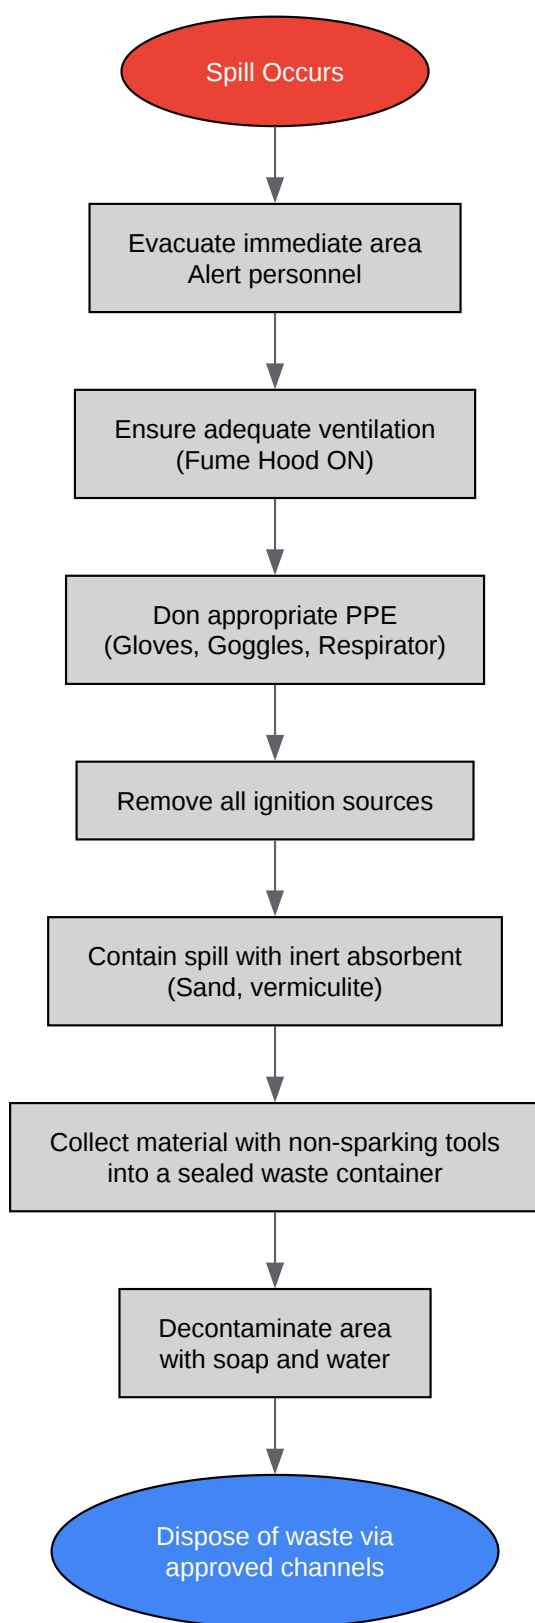 Spill Occurs
Evacuate immediate area
Alert personnel
Ensure adequate ventilation
(Fume Hood ON)
Don appropriate PPE
(Gloves, Goggles, Respirator)
Remove all ignition sources
Contain spill with inert absorbent
(Sand, vermiculite)
Collect material with non-sparking tools
into a sealed waste container
Decontaminate area
with soap and water
Dispose of waste via
approved channels